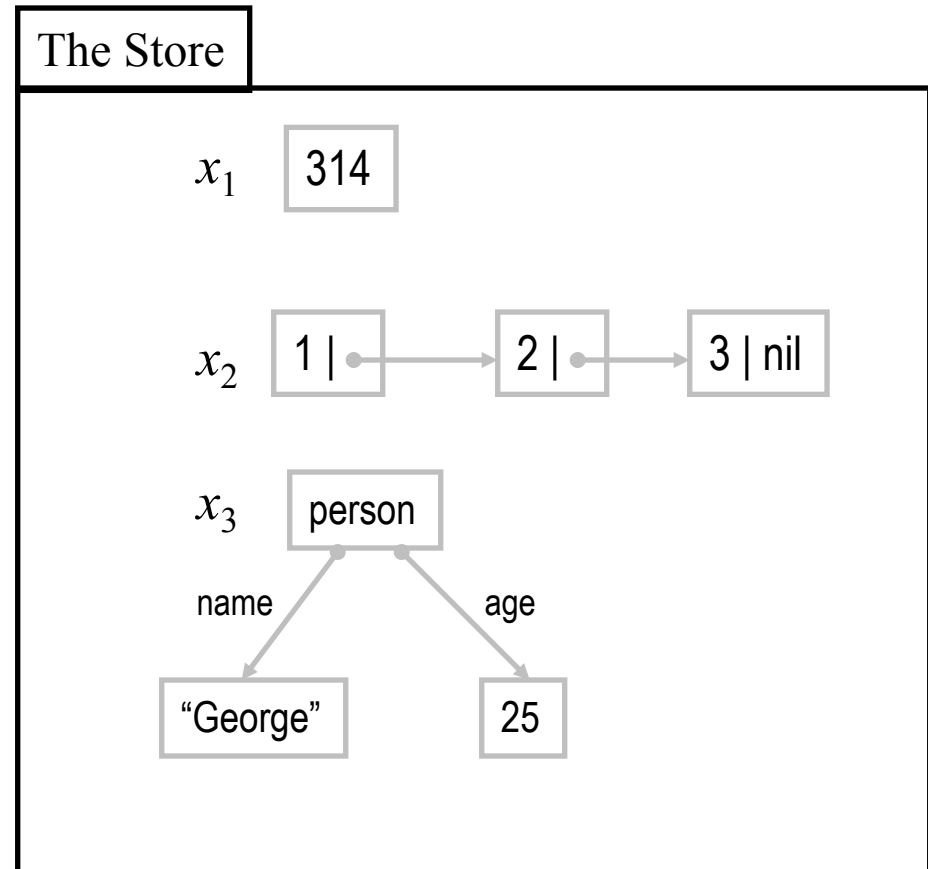 The Store
x₁ 314
x₂ 1 | 2 | 3 | nil
x₃ person
name age
“George” 25